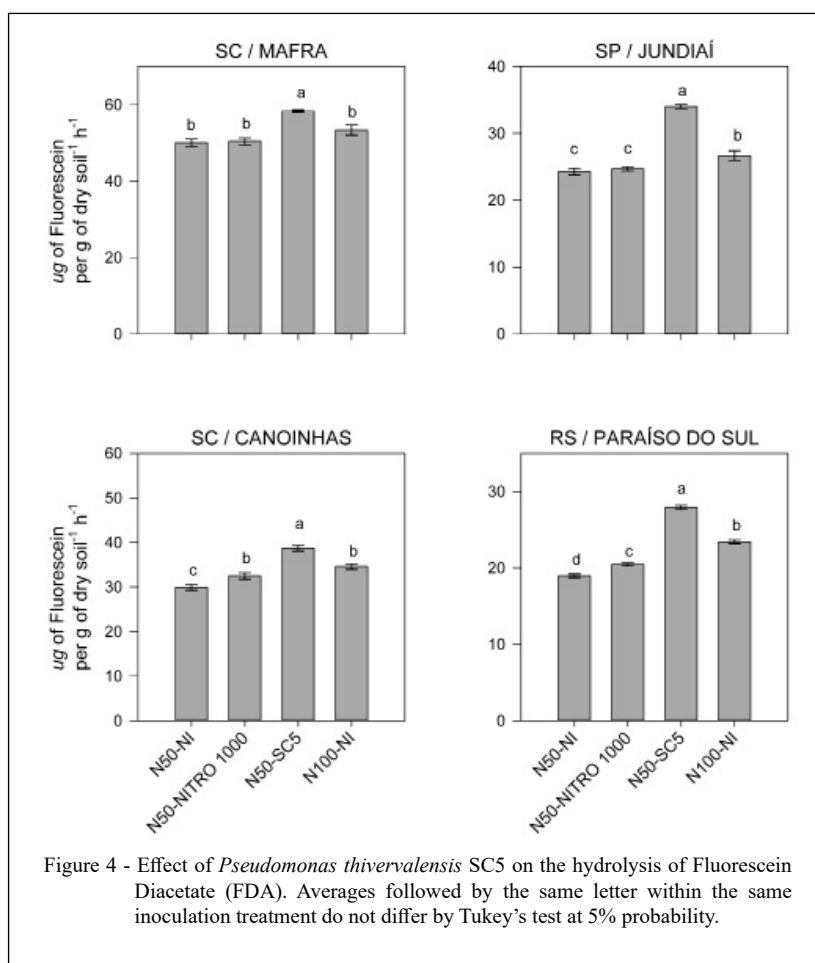 SC / MAFRA
ug of Fluorescein
per g of dry soil⁻¹ h⁻¹
60
40
20
0
b
b
a
b
SP / JUNDIAÍ
40
30
20
10
0
c
c
a
b
SC / CANOINHAS
ug of Fluorescein
per g of dry soil⁻¹ h⁻¹
60
50
40
30
20
10
0
c
b
a
b
N50-NI
N50-NITRO 1000
N50-SC5
N100-NI
RS / PARAÍSO DO SUL
30
20
10
0
d
c
a
b
N50-NI
N50-NITRO 1000
N50-SC5
N100-NI
Figure 4 - Effect of Pseudomonas thivervalensis SC5 on the hydrolysis of Fluorescein
Diacetate (FDA). Averages followed by the same letter within the same
inoculation treatment do not differ by Tukey's test at 5% probability.